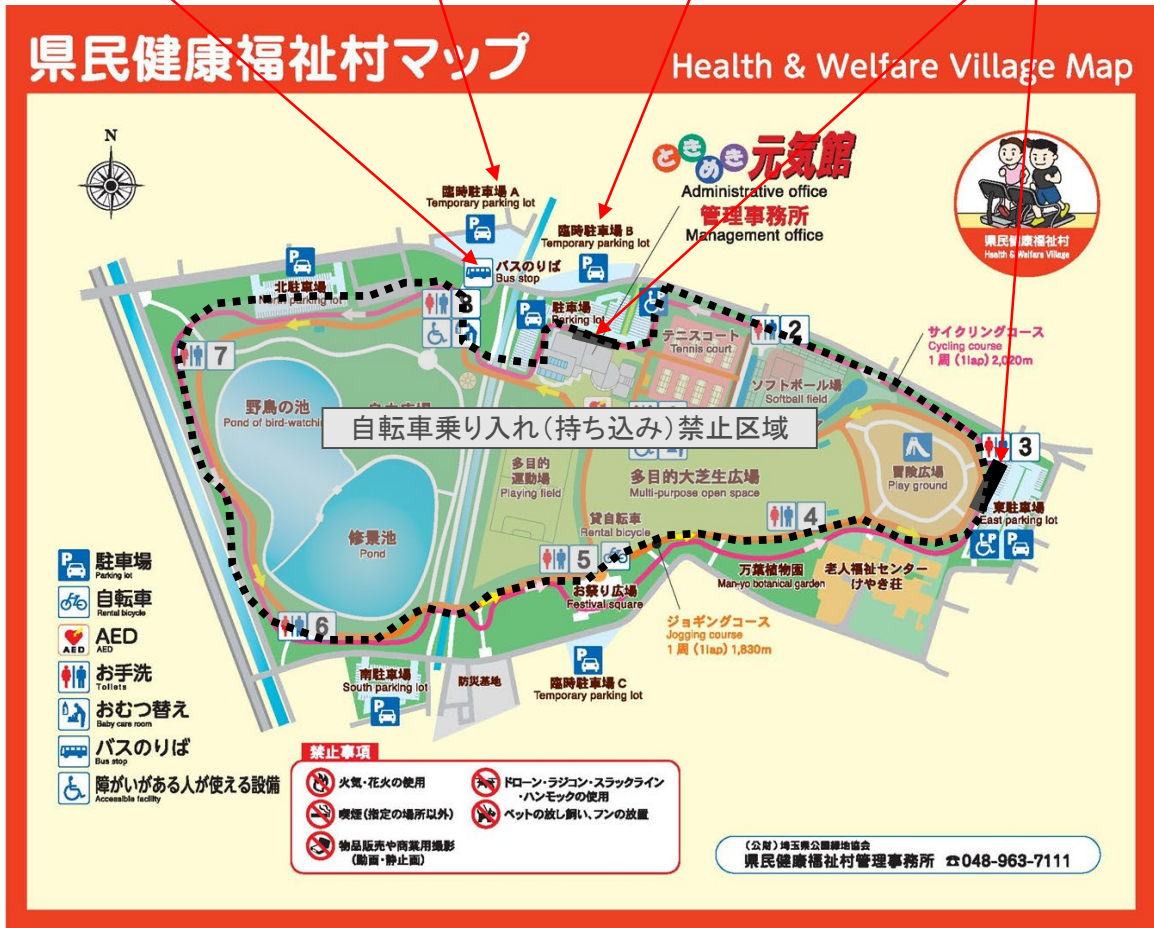 県民健康福祉村マップ
Health & Welfare Village Map
N
ときめき元気館
Administrative office
管理事務所
Management office
県民健康福祉村
Health & Welfare Village
臨時駐車場 A
Temporary parking lot
臨時駐車場 B
Temporary parking lot
バスのりば
Bus stop
北駐車場
North parking lot
8
駐車場
Parking lot
2
テニスコート
Tennis court
サイクリングコース
Cycling course
1 周 (1lap) 2,020m
7
ソフトボール場
Softball field
野鳥の池
Pond of bird-watching
自転車乗り入れ(持ち込み)禁止区域
3
冒険広場
Play ground
多目的
運動場
Playing field
多目的大芝生広場
Multi-purpose open space
東駐車場
East parking lot
貸自転車
Rental bicycle
4
修景池
Pond
5
お祭り広場
Festival square
万葉植物園
Man-yo botanical garden
老人福祉センター
けやき荘
6
ジョギングコース
Jogging course
1 周 (1lap) 1,830m
南駐車場
South parking lot
防災基地
臨時駐車場 C
Temporary parking lot
駐車場
Parking lot
自転車
Rental bicycle
AED
AED
お手洗
Toilets
おむつ替え
Baby care room
バスのりば
Bus stop
障がいがある人が使える設備
Accessible facility
禁止事項
火気・花火の使用
喫煙(指定の場所以外)
物品販売や商業用撮影
(動画・静止画)
ドローン・ラジコン・スラックライン
・ハンモックの使用
ペットの放し飼い、フンの放置
(公財)埼玉県公園緑地協会
県民健康福祉村管理事務所 ☎048-963-7111